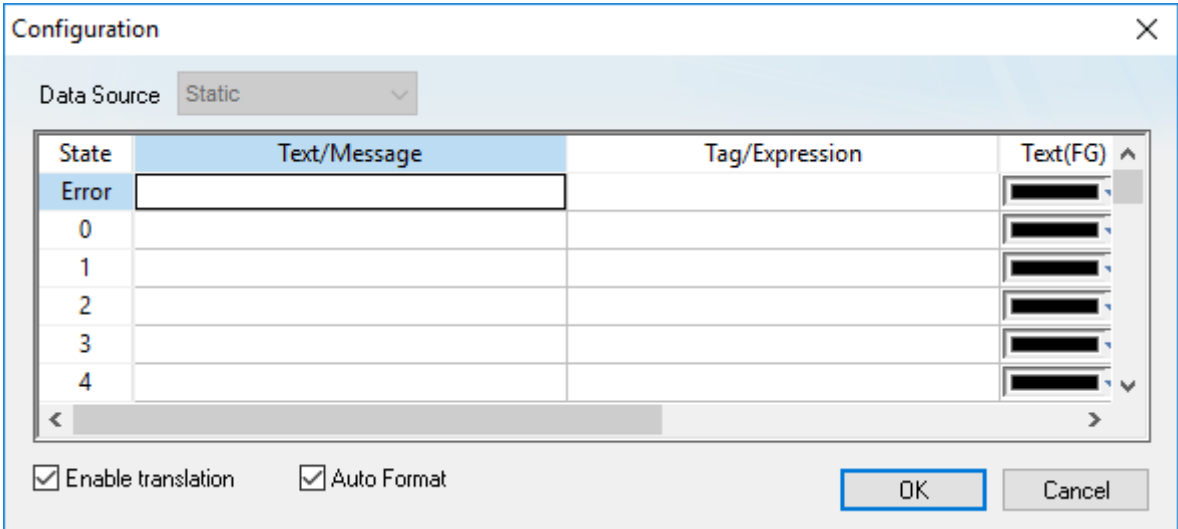 Configuration
Data Source Static
State Text/Message Tag/Expression Text(FG)
Error
0
1
2
3
4
Enable translation Auto Format OK Cancel